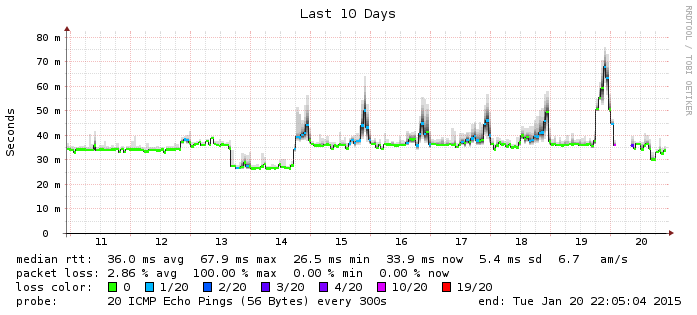 Last 10 Days
RRDTOOL / TOBI OETIKER
Seconds
80 m
70 m
60 m
50 m
40 m
30 m
20 m
10 m
0
11 12 13 14 15 16 17 18 19 20
median rtt: 36.0 ms avg 67.9 ms max 26.5 ms min 33.9 ms now 5.4 ms sd 6.7 am/s
packet loss: 2.86 % avg 100.00 % max 0.00 % min 0.00 % now
loss color: 0 1/20 2/20 3/20 4/20 10/20 19/20
probe: 20 ICMP Echo Pings (56 Bytes) every 300s end: Tue Jan 20 22:05:04 2015